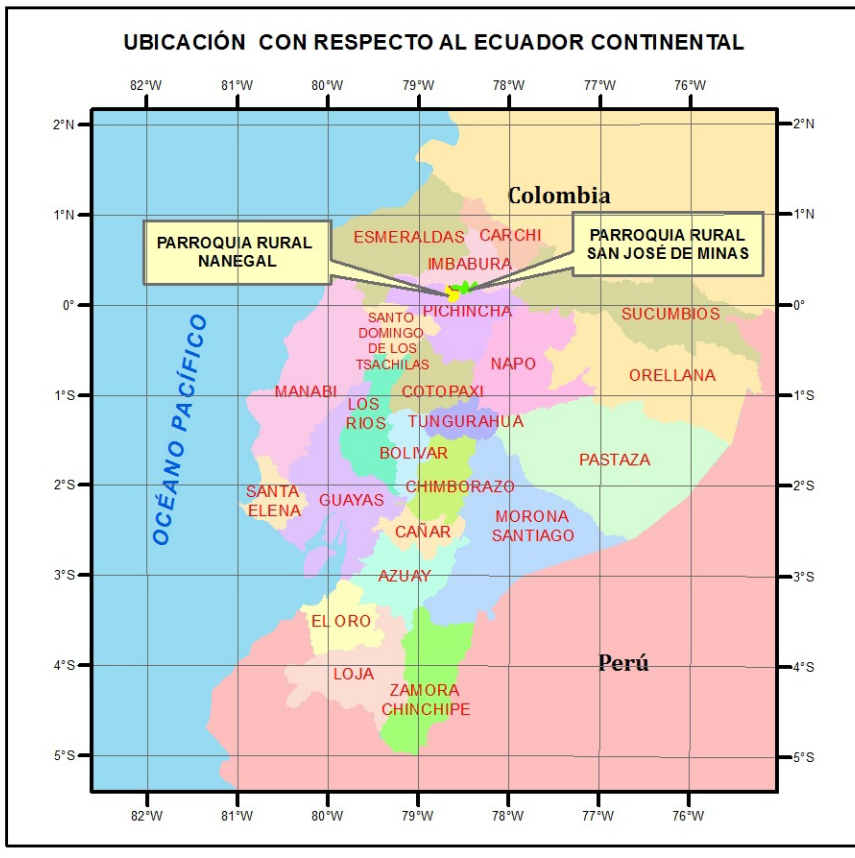 UBICACIÓN CON RESPECTO AL ECUADOR CONTINENTAL
82°W 81°W 80°W 79°W 78°W 77°W 76°W
2°N 2°N
1°N 1°N
Colombia
PARROQUIA RURAL
NANEGAL
ESMERALDAS
CARCHI
PARROQUIA RURAL
SAN JOSÉ DE MINAS
IMBABURA
0° 0°
PICHINCHA
SUCUMBIOS
SANTO
DOMINGO
DE LOS
TSACHILAS
OCÉANO PACÍFICO
NAPO
ORELLANA
1°S 1°S
MANABI
LOS
RIOS
COTOPAXI
TUNGURAHUA
BOLIVAR
PASTAZA
2°S 2°S
SANTA
ELENA
GUAYAS
CHIMBORAZO
MORONA
SANTIAGO
CAÑAR
3°S 3°S
AZUAY
EL ORO
4°S 4°S
Perú
LOJA
ZAMORA
CHINCHIPE
5°S 5°S
82°W 81°W 80°W 79°W 78°W 77°W 76°W